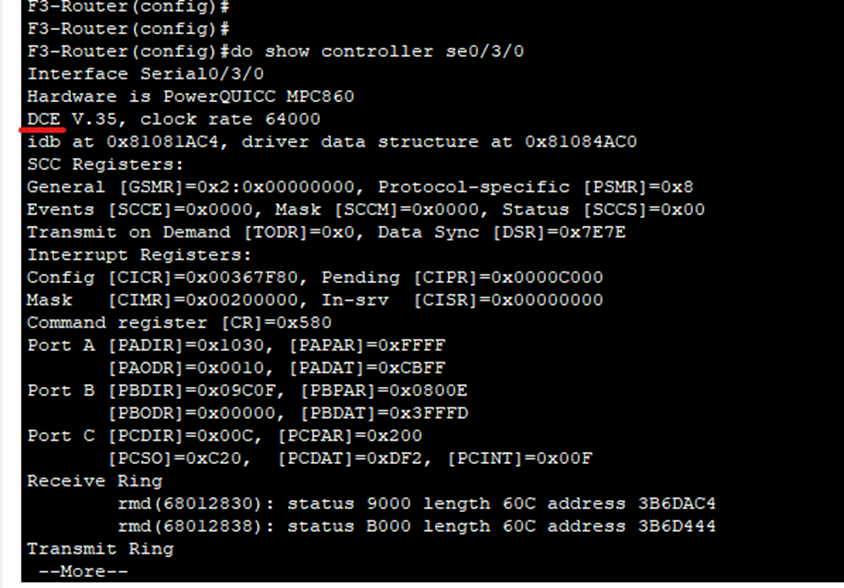 F3-Router(config)#
F3-Router(config)#
F3-Router(config)#do show controller se0/3/0
Interface Serial0/3/0
Hardware is PowerQUICC MPC860
DCE V.35, clock rate 64000
idb at 0x81081AC4, driver data structure at 0x81084AC0
SCC Registers:
General [GSMR]=0x2:0x00000000, Protocol-specific [PSMR]=0x8
Events [SCCE]=0x0000, Mask [SCCM]=0x0000, Status [SCCS]=0x00
Transmit on Demand [TODR]=0x0, Data Sync [DSR]=0x7E7E
Interrupt Registers:
Config [CICR]=0x00367F80, Pending [CIPR]=0x0000C000
Mask   [CIMR]=0x00200000, In-srv  [CISR]=0x00000000
Command register [CR]=0x580
Port A [PADIR]=0x1030, [PAPAR]=0xFFFF
       [PAODR]=0x0010, [PADAT]=0xCBFF
Port B [PBDIR]=0x09C0F, [PBPAR]=0x0800E
       [PBODR]=0x00000, [PBDAT]=0x3FFFD
Port C [PCDIR]=0x00C, [PCPAR]=0x200
       [PCSO]=0xC20,  [PCDAT]=0xDF2, [PCINT]=0x00F
Receive Ring
        rmd(68012830): status 9000 length 60C address 3B6DAC4
        rmd(68012838): status B000 length 60C address 3B6D444
Transmit Ring
 --More--